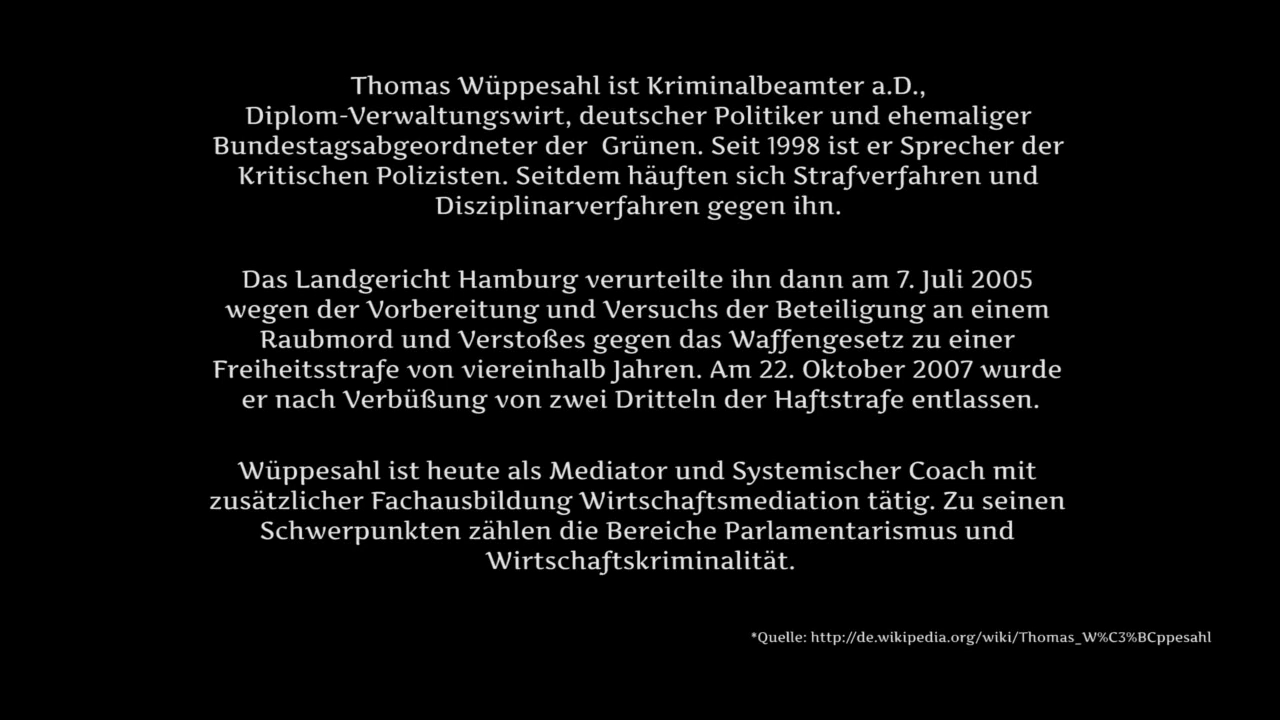 Thomas Wüppesahl ist Kriminalbeamter a.D.,
Diplom-Verwaltungswirt, deutscher Politiker und ehemaliger
Bundestagsabgeordneter der  Grünen. Seit 1998 ist er Sprecher der
Kritischen Polizisten. Seitdem häuften sich Strafverfahren und
Disziplinarverfahren gegen ihn.
Das Landgericht Hamburg verurteilte ihn dann am 7. Juli 2005
wegen der Vorbereitung und Versuchs der Beteiligung an einem
Raubmord und Verstoßes gegen das Waffengesetz zu einer
Freiheitsstrafe von viereinhalb Jahren. Am 22. Oktober 2007 wurde
er nach Verbüßung von zwei Dritteln der Haftstrafe entlassen.
Wüppesahl ist heute als Mediator und Systemischer Coach mit
zusätzlicher Fachausbildung Wirtschaftsmediation tätig. Zu seinen
Schwerpunkten zählen die Bereiche Parlamentarismus und
Wirtschaftskriminalität.
*Quelle: http://de.wikipedia.org/wiki/Thomas_W%C3%BCppesahl